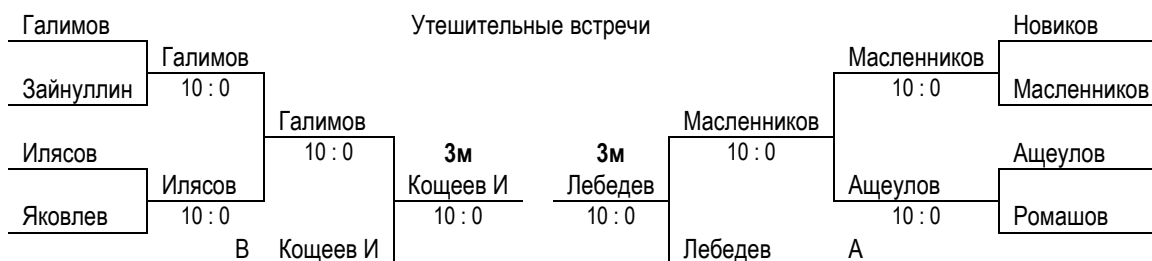 Галимов Утешительные встречи Новиков
Галимов Масленников
Зайнуллин 10 : 0 10 : 0 Масленников
Галимов Масленников
Илясов 10 : 0 3м 3м 10 : 0 Ащеулов
Илясов Кощеев И Лебедев Ащеулов
Яковлев 10 : 0 10 : 0 10 : 0 10 : 0 Ромашов
В Кощеев И Лебедев А